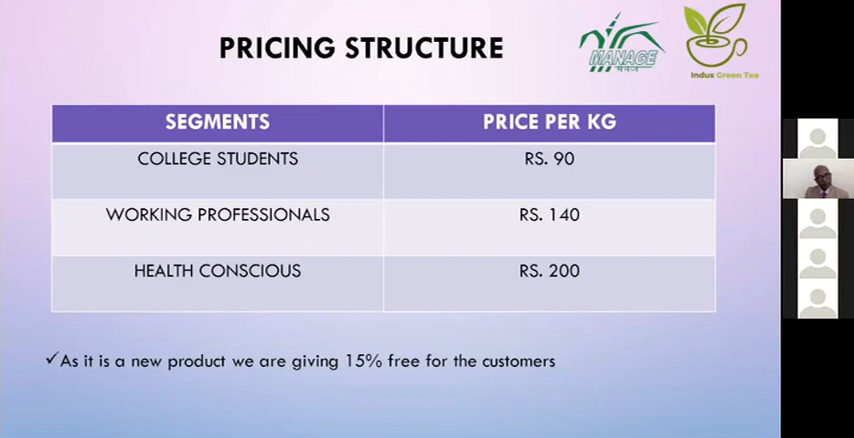 PRICING STRUCTURE
MANAGE
मैनेज
Indus Green Tea
SEGMENTS PRICE PER KG
COLLEGE STUDENTS RS. 90
WORKING PROFESSIONALS RS. 140
HEALTH CONSCIOUS RS. 200
✓As it is a new product we are giving 15% free for the customers